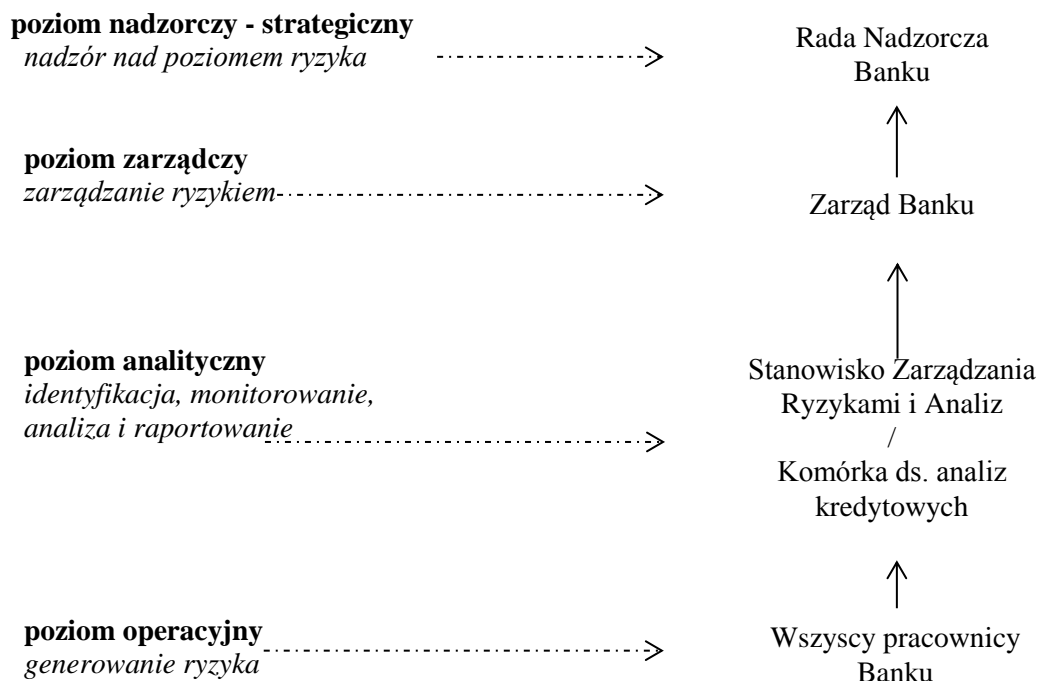 poziom nadzorczy - strategiczny
nadzór nad poziomem ryzyka
Rada Nadzorcza
Banku
poziom zarządczy
zarządzanie ryzykiem
Zarząd Banku
poziom analityczny
identyfikacja, monitorowanie,
analiza i raportowanie
Stanowisko Zarządzania
Ryzykami i Analiz
/
Komórka ds. analiz
kredytowych
poziom operacyjny
generowanie ryzyka
Wszyscy pracownicy
Banku